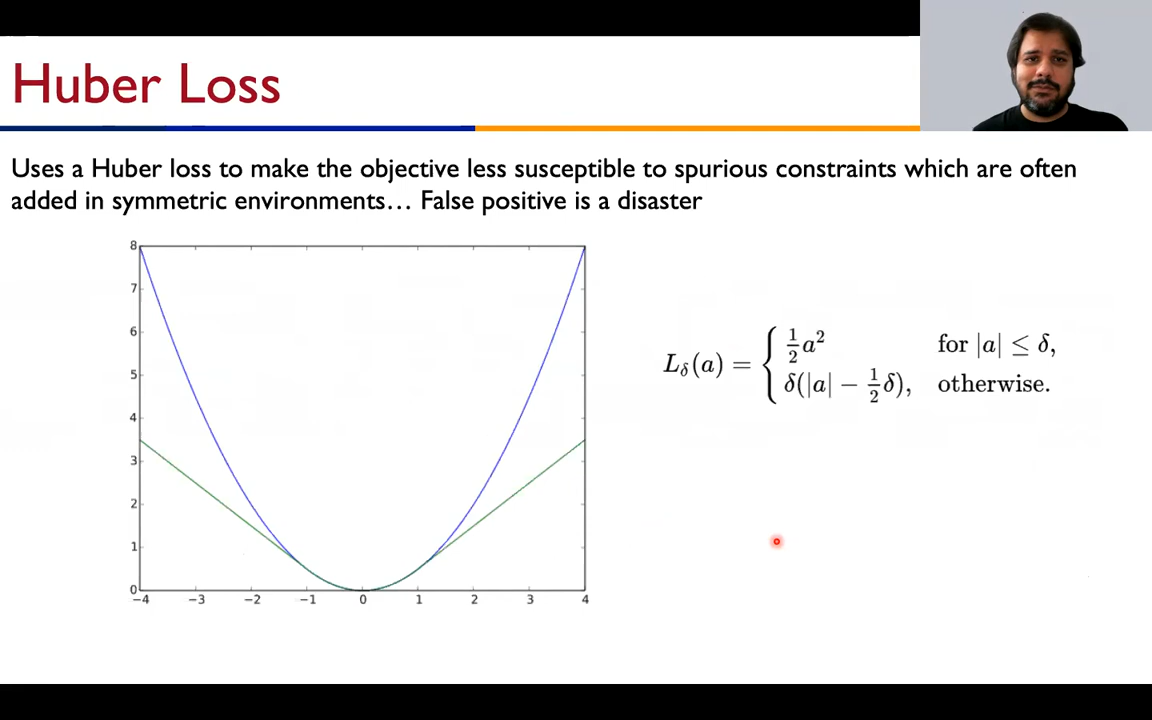 Huber Loss
Uses a Huber loss to make the objective less susceptible to spurious constraints which are often
added in symmetric environments… False positive is a disaster
8
7
6
5
4
3
2
1
0
−4 −3 −2 −1 0 1 2 3 4
L_δ(a) = { ½a² for |a| ≤ δ,
δ(|a| − ½δ), otherwise.